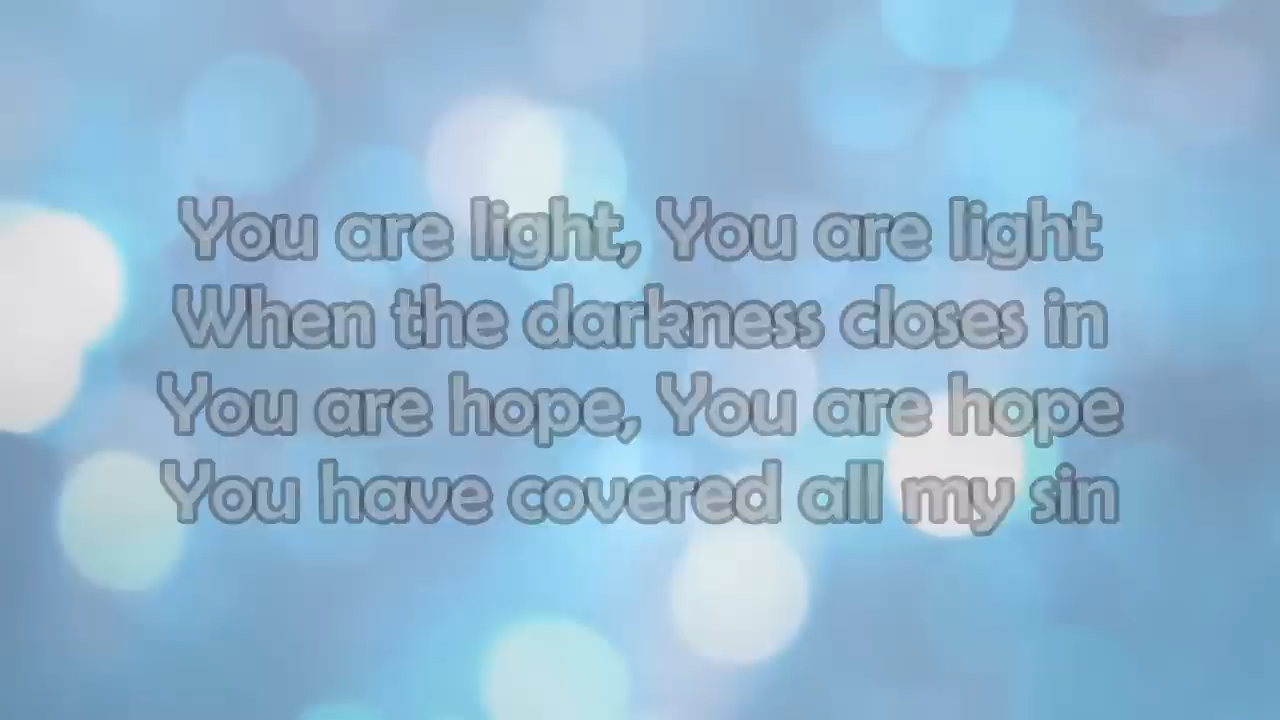 You are light, You are light
When the darkness closes in
You are hope, You are hope
You have covered all my sin